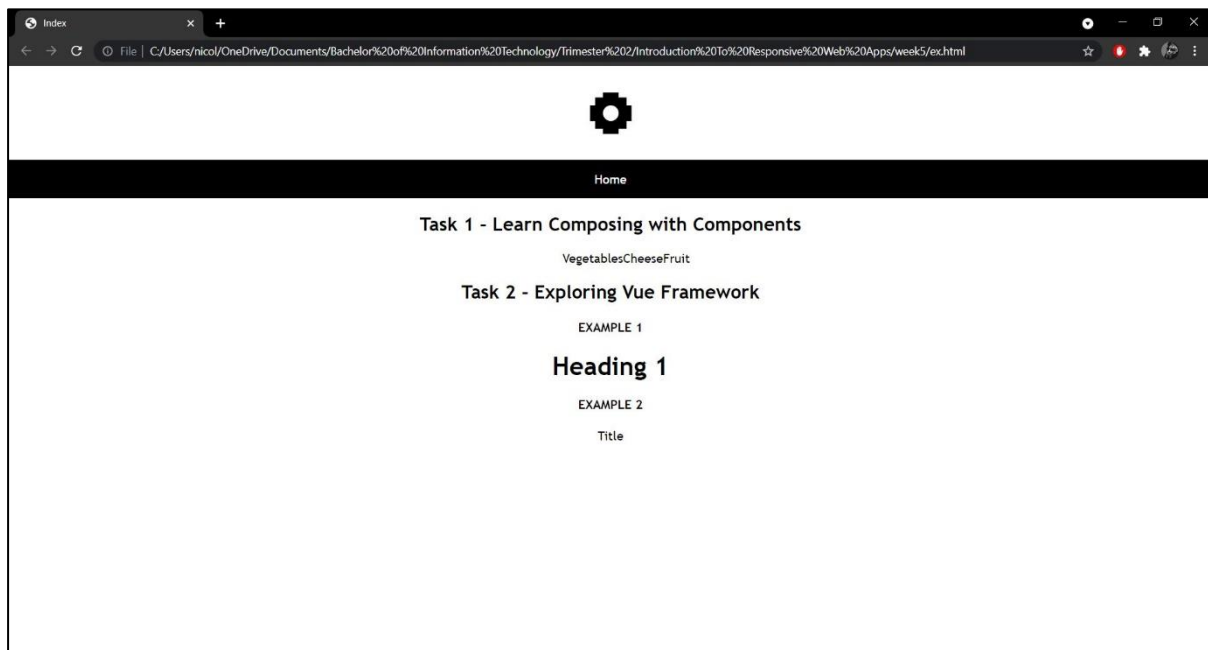 Index
File | C:/Users/nicol/OneDrive/Documents/Bachelor%20of%20Information%20Technology/Trimester%202/Introduction%20To%20Responsive%20Web%20Apps/week5/ex.html
Home
Task 1 - Learn Composing with Components
VegetablesCheeseFruit
Task 2 - Exploring Vue Framework
EXAMPLE 1
Heading 1
EXAMPLE 2
Title